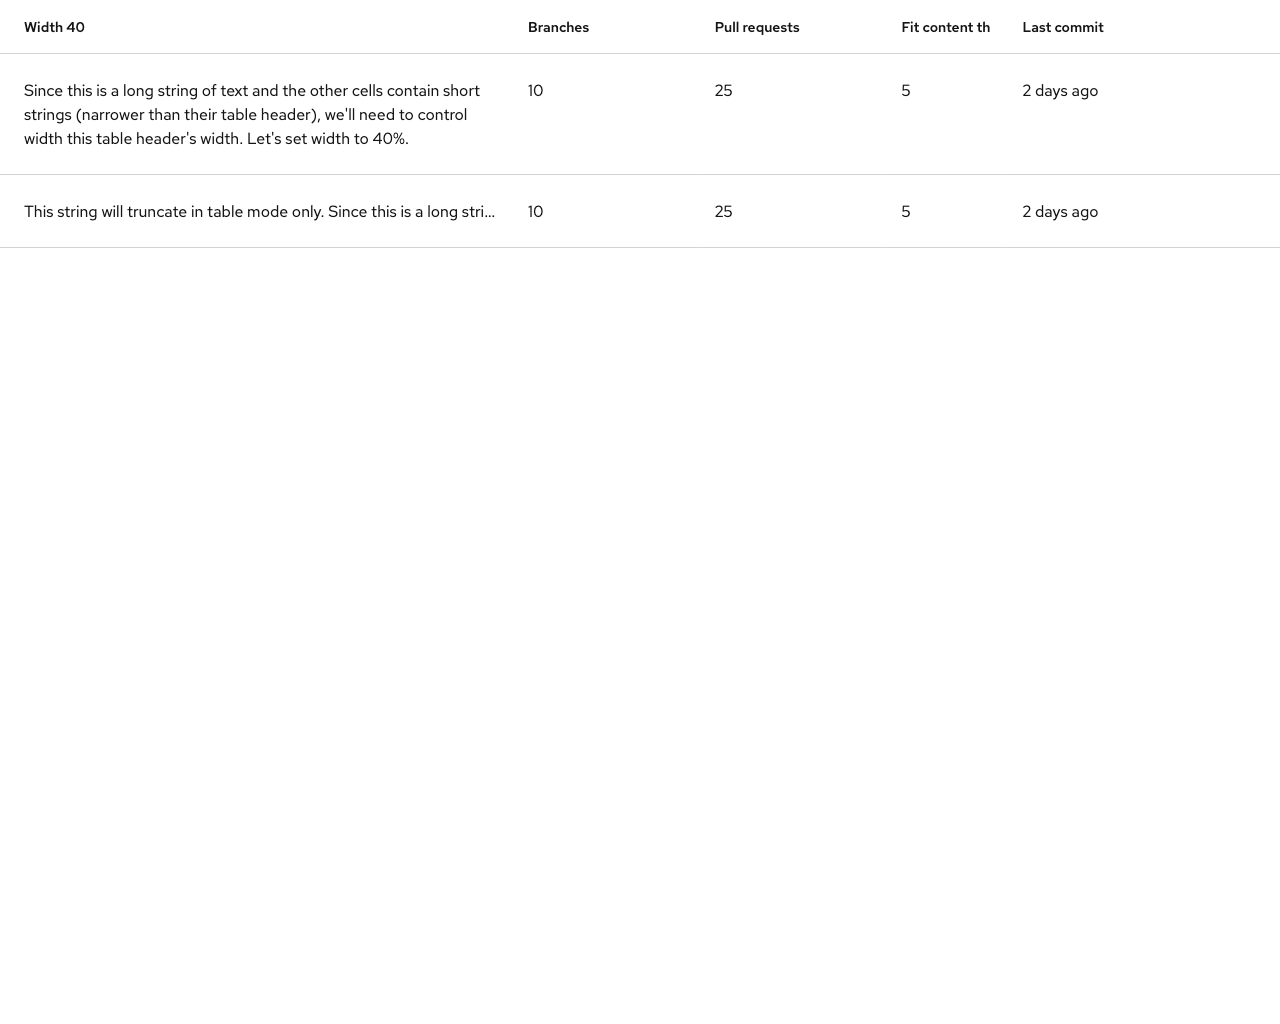 Width 40 Branches Pull requests Fit content th Last commit
Since this is a long string of text and the other cells contain short 10 25 5 2 days ago
strings (narrower than their table header), we'll need to control
width this table header's width. Let's set width to 40%.
This string will truncate in table mode only. Since this is a long stri... 10 25 5 2 days ago